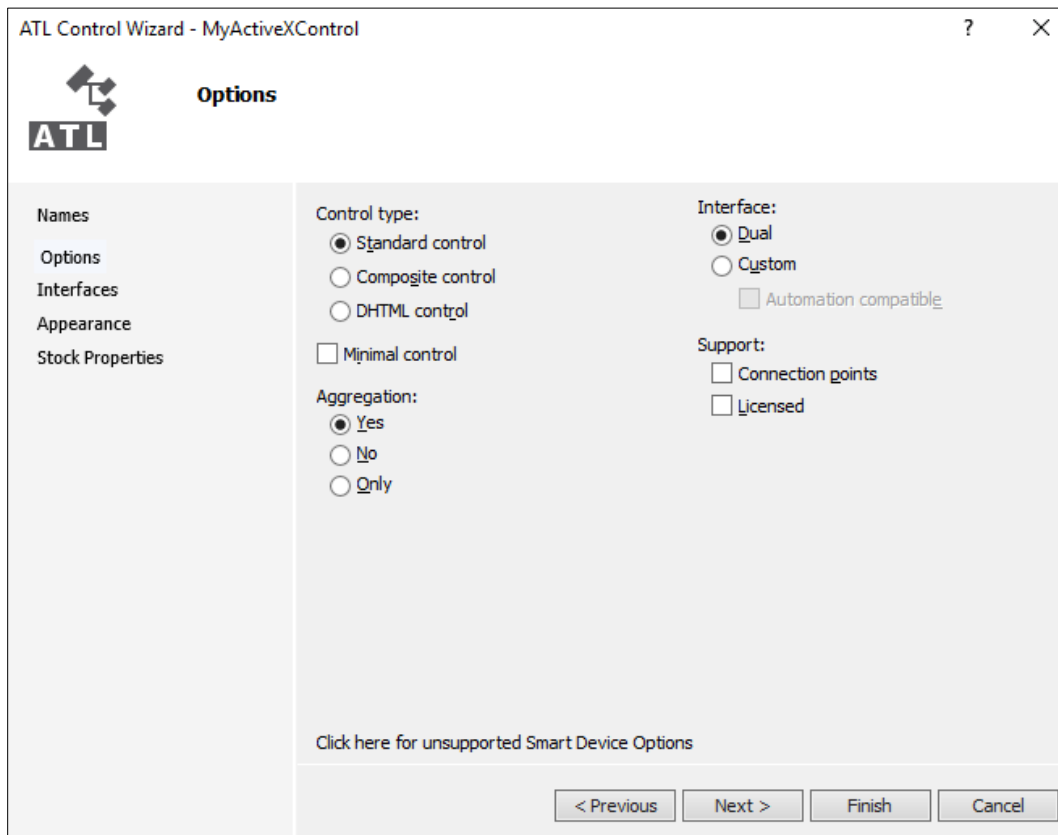 ATL Control Wizard - MyActiveXControl
?
ATL
Options
Names
Options
Interfaces
Appearance
Stock Properties
Control type:
Standard control
Composite control
DHTML control
Minimal control
Aggregation:
Yes
No
Only
Interface:
Dual
Custom
Automation compatible
Support:
Connection points
Licensed
Click here for unsupported Smart Device Options
< Previous
Next >
Finish
Cancel